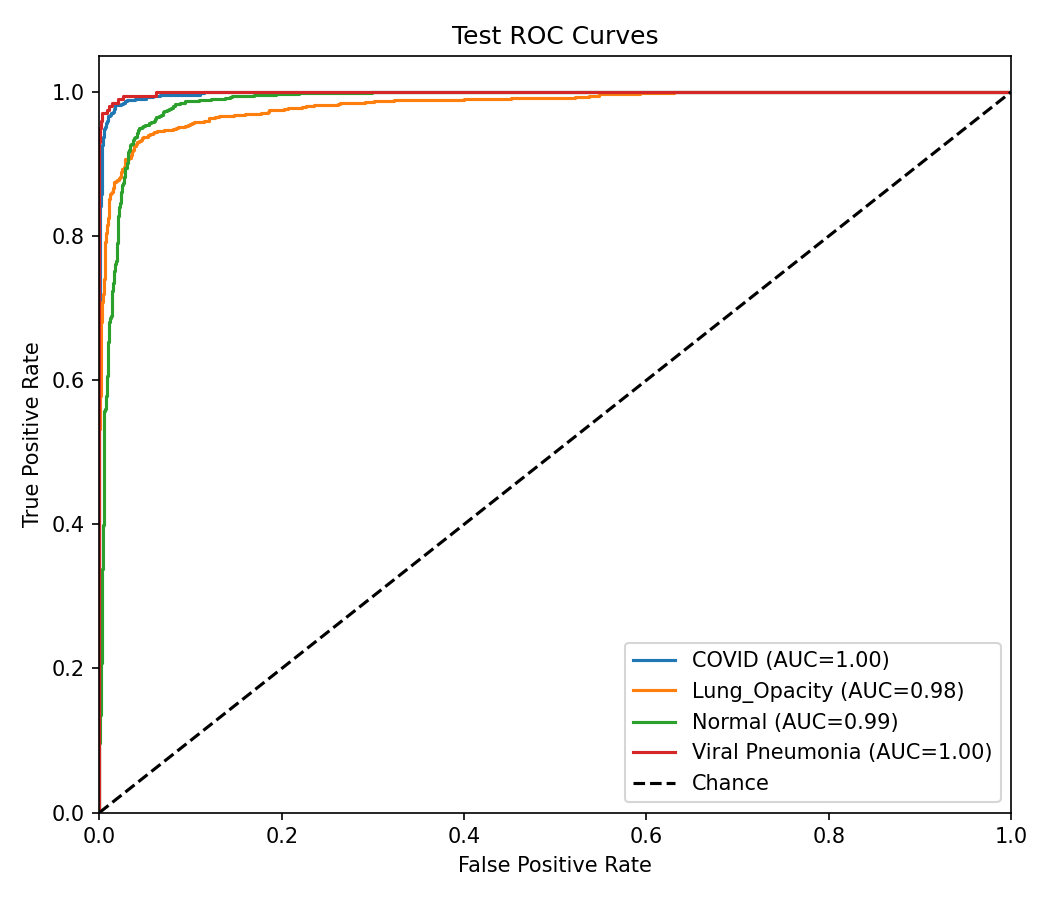 Test ROC Curves
True Positive Rate
1.0
0.8
0.6
0.4
0.2
0.0
COVID (AUC=1.00)
Lung_Opacity (AUC=0.98)
Normal (AUC=0.99)
Viral Pneumonia (AUC=1.00)
Chance
0.0 0.2 0.4 0.6 0.8 1.0
False Positive Rate